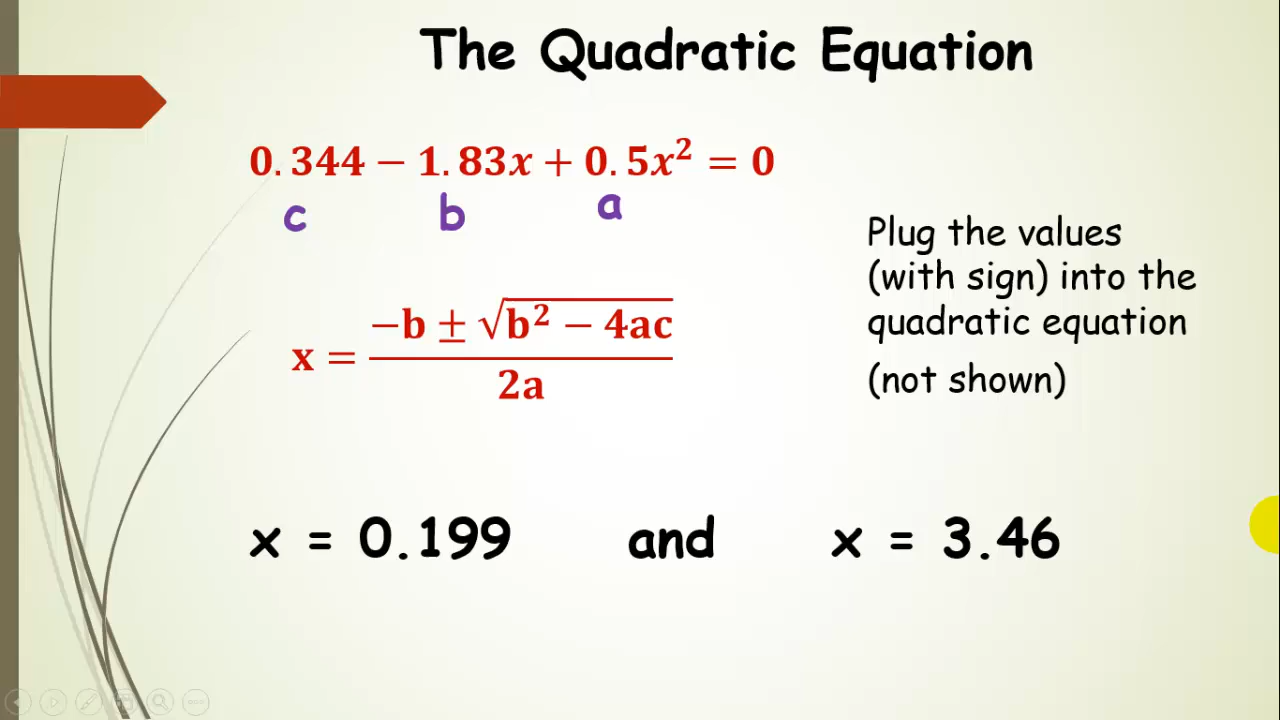 The Quadratic Equation
0.344 − 1.83x + 0.5x² = 0
c b a
Plug the values
(with sign) into the
quadratic equation
(not shown)
x = (−b ± √(b² − 4ac)) / 2a
x = 0.199 and x = 3.46